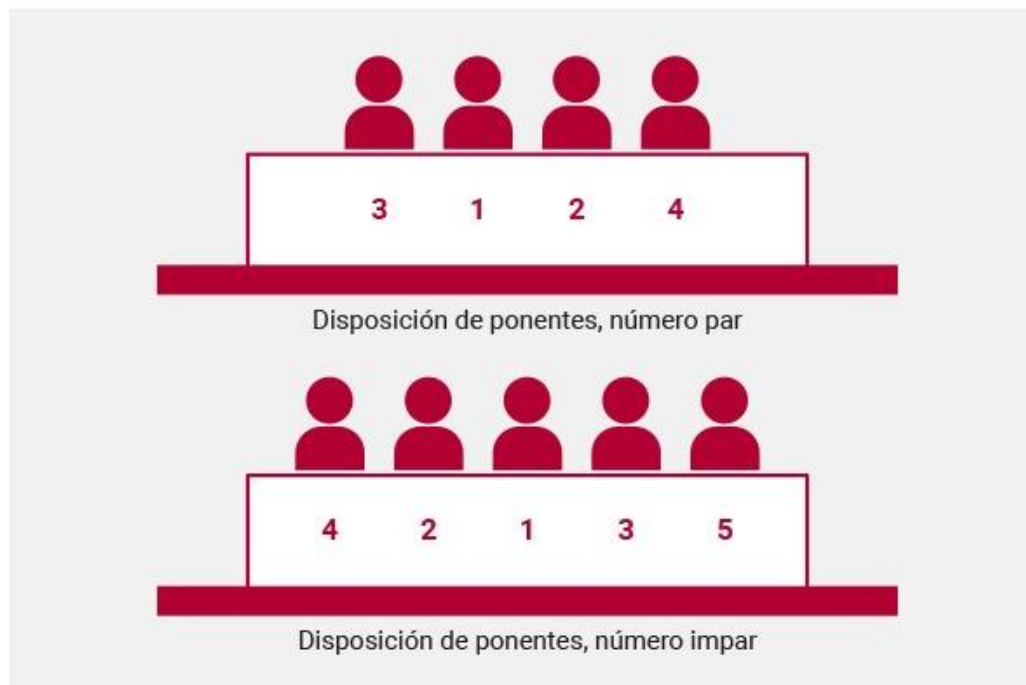 3 1 2 4
Disposición de ponentes, número par
4 2 1 3 5
Disposición de ponentes, número impar